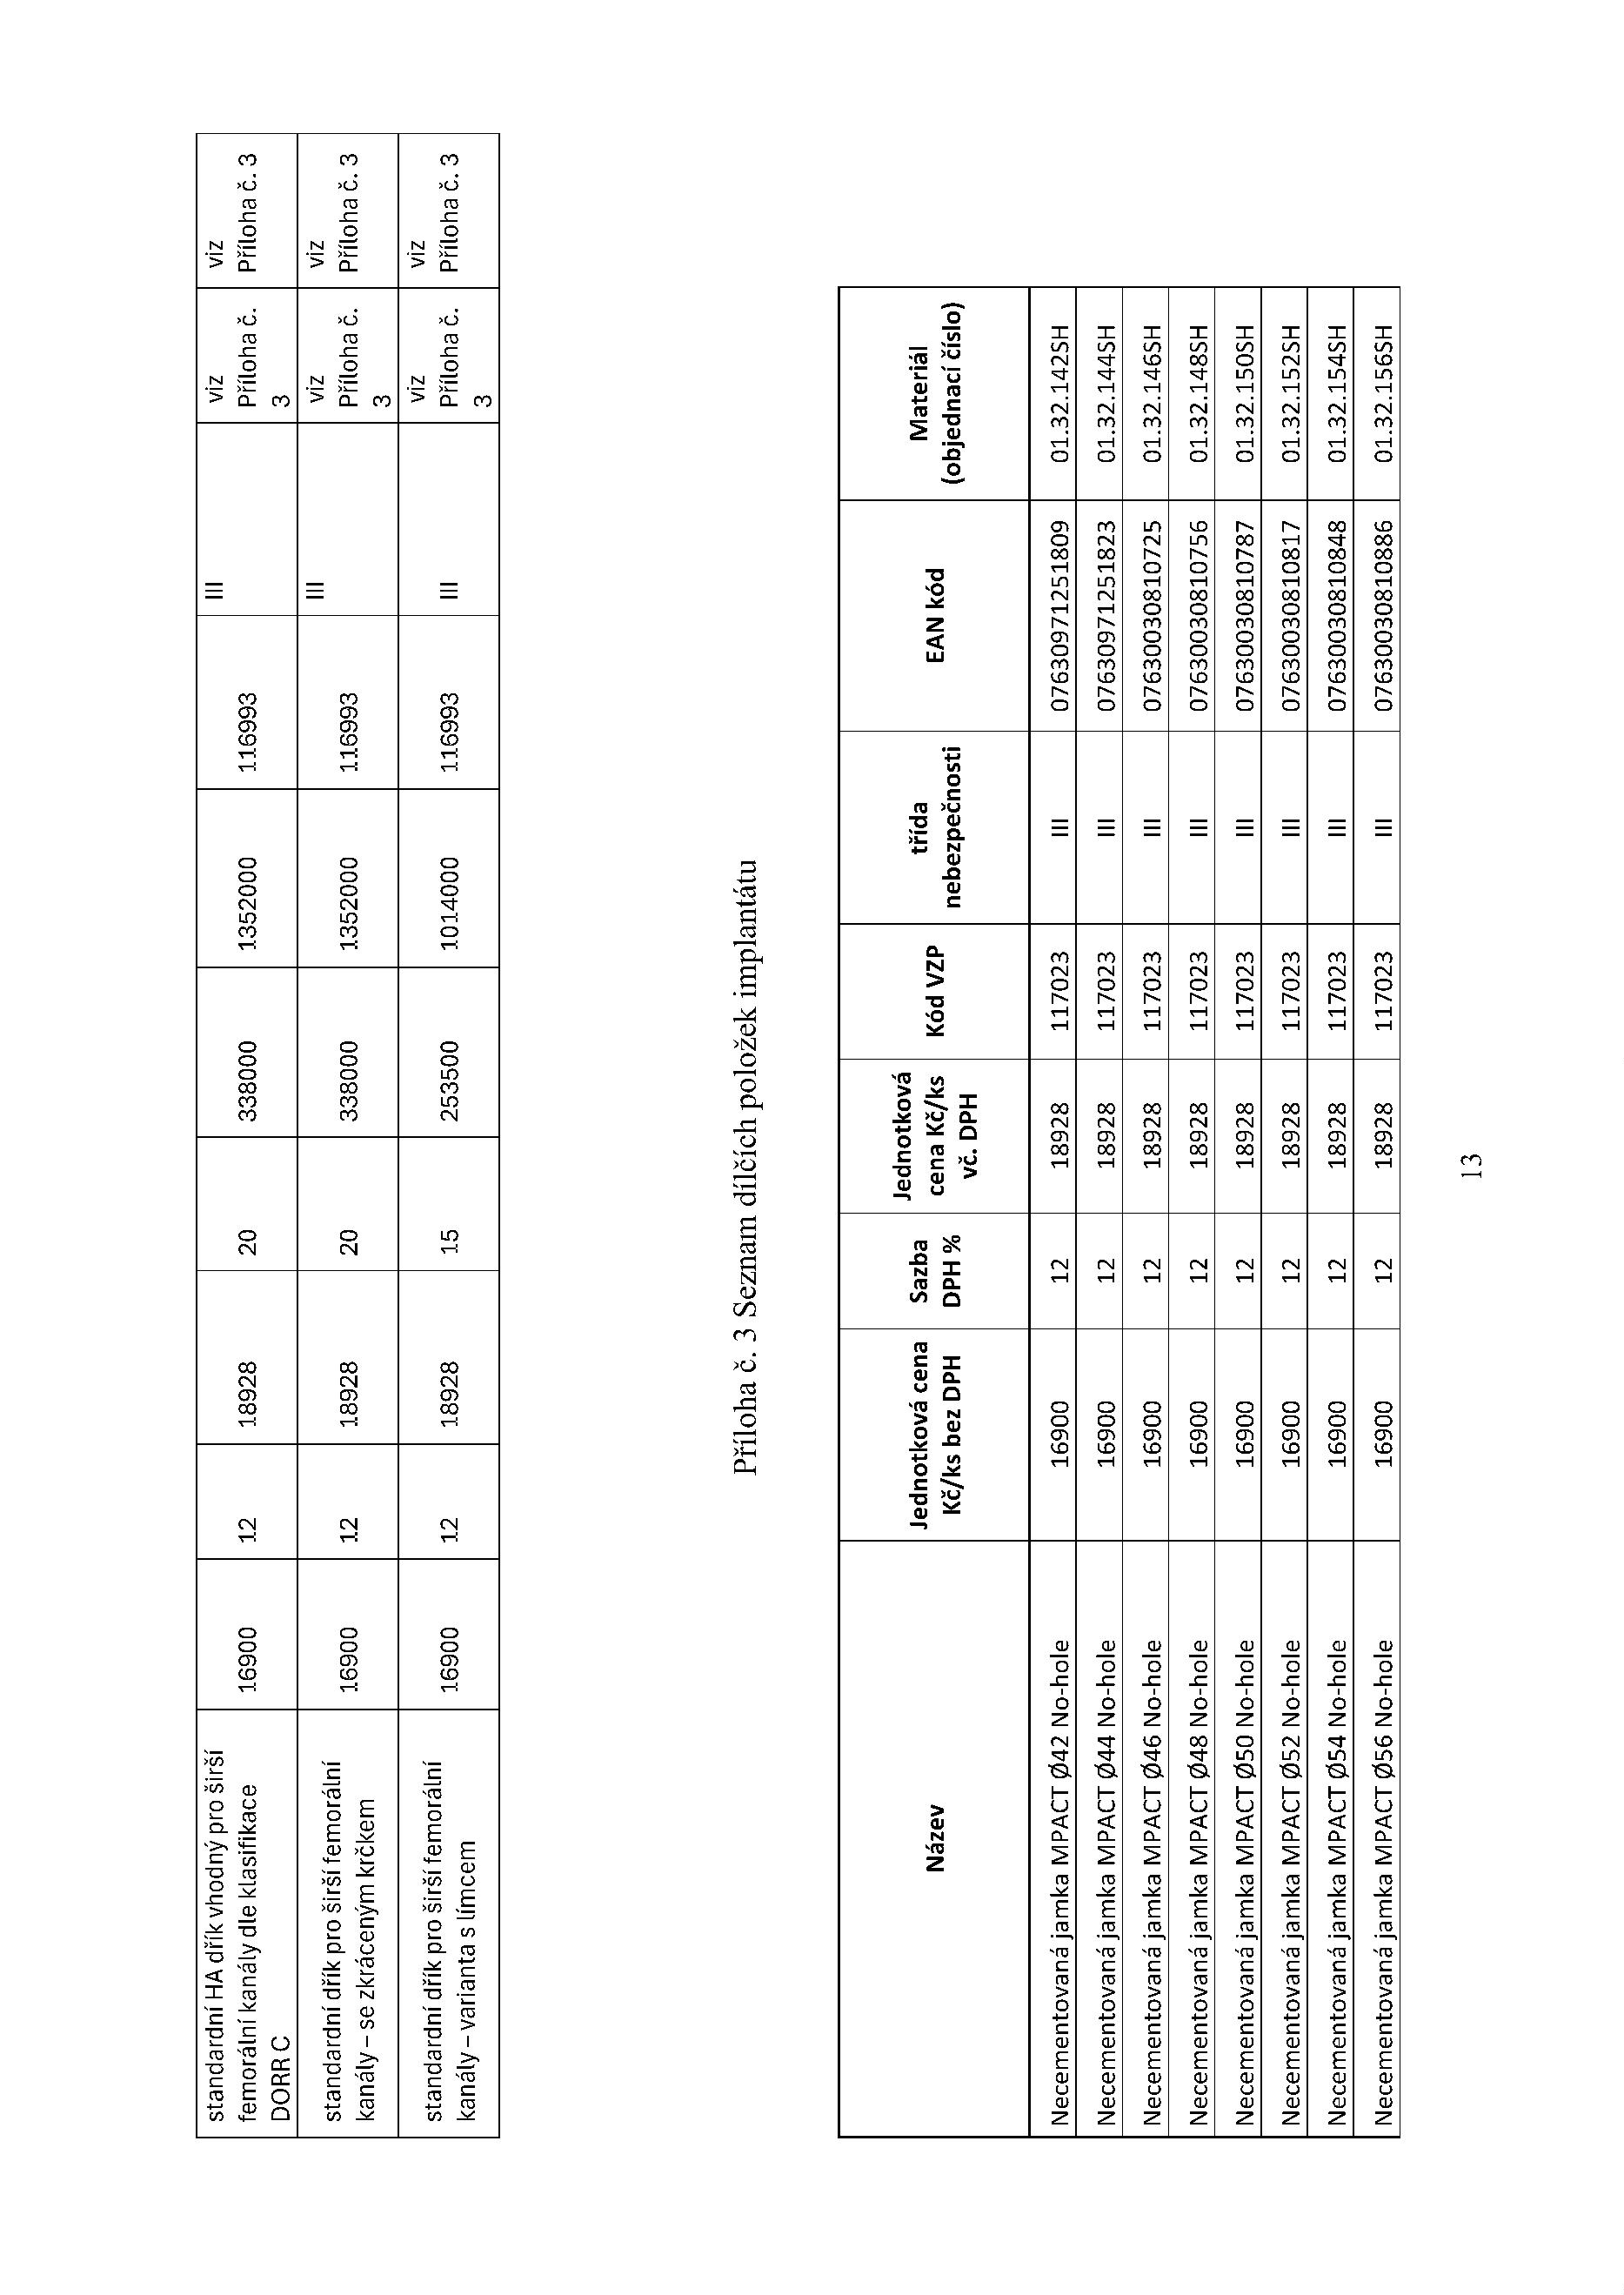 standardní HA dřík vhodný pro širší
femorální kanály dle klasifikace
DORR C
16900
12
18928
20
338000
1352000
116993
III
viz
Příloha č.
3
viz
Příloha č. 3
standardní dřík pro širší femorální
kanály – se zkráceným krčkem
16900
12
18928
20
338000
1352000
116993
III
viz
Příloha č.
3
viz
Příloha č. 3
standardní dřík pro širší femorální
kanály – varianta s límcem
16900
12
18928
15
253500
1014000
116993
III
viz
Příloha č.
3
viz
Příloha č. 3
Příloha č. 3 Seznam dílčích položek implantátu
Název
Jednotková cena
Kč/ks bez DPH
Sazba
DPH %
Jednotková
cena Kč/ks
vč. DPH
Kód VZP
třída
nebezpečnosti
EAN kód
Materiál
(objednací číslo)
Necementovaná jamka MPACT Ø42 No-hole 16900 12 18928 117023 III 07630971251809 01.32.142SH
Necementovaná jamka MPACT Ø44 No-hole 16900 12 18928 117023 III 07630971251823 01.32.144SH
Necementovaná jamka MPACT Ø46 No-hole 16900 12 18928 117023 III 07630030810725 01.32.146SH
Necementovaná jamka MPACT Ø48 No-hole 16900 12 18928 117023 III 07630030810756 01.32.148SH
Necementovaná jamka MPACT Ø50 No-hole 16900 12 18928 117023 III 07630030810787 01.32.150SH
Necementovaná jamka MPACT Ø52 No-hole 16900 12 18928 117023 III 07630030810817 01.32.152SH
Necementovaná jamka MPACT Ø54 No-hole 16900 12 18928 117023 III 07630030810848 01.32.154SH
Necementovaná jamka MPACT Ø56 No-hole 16900 12 18928 117023 III 07630030810886 01.32.156SH
13